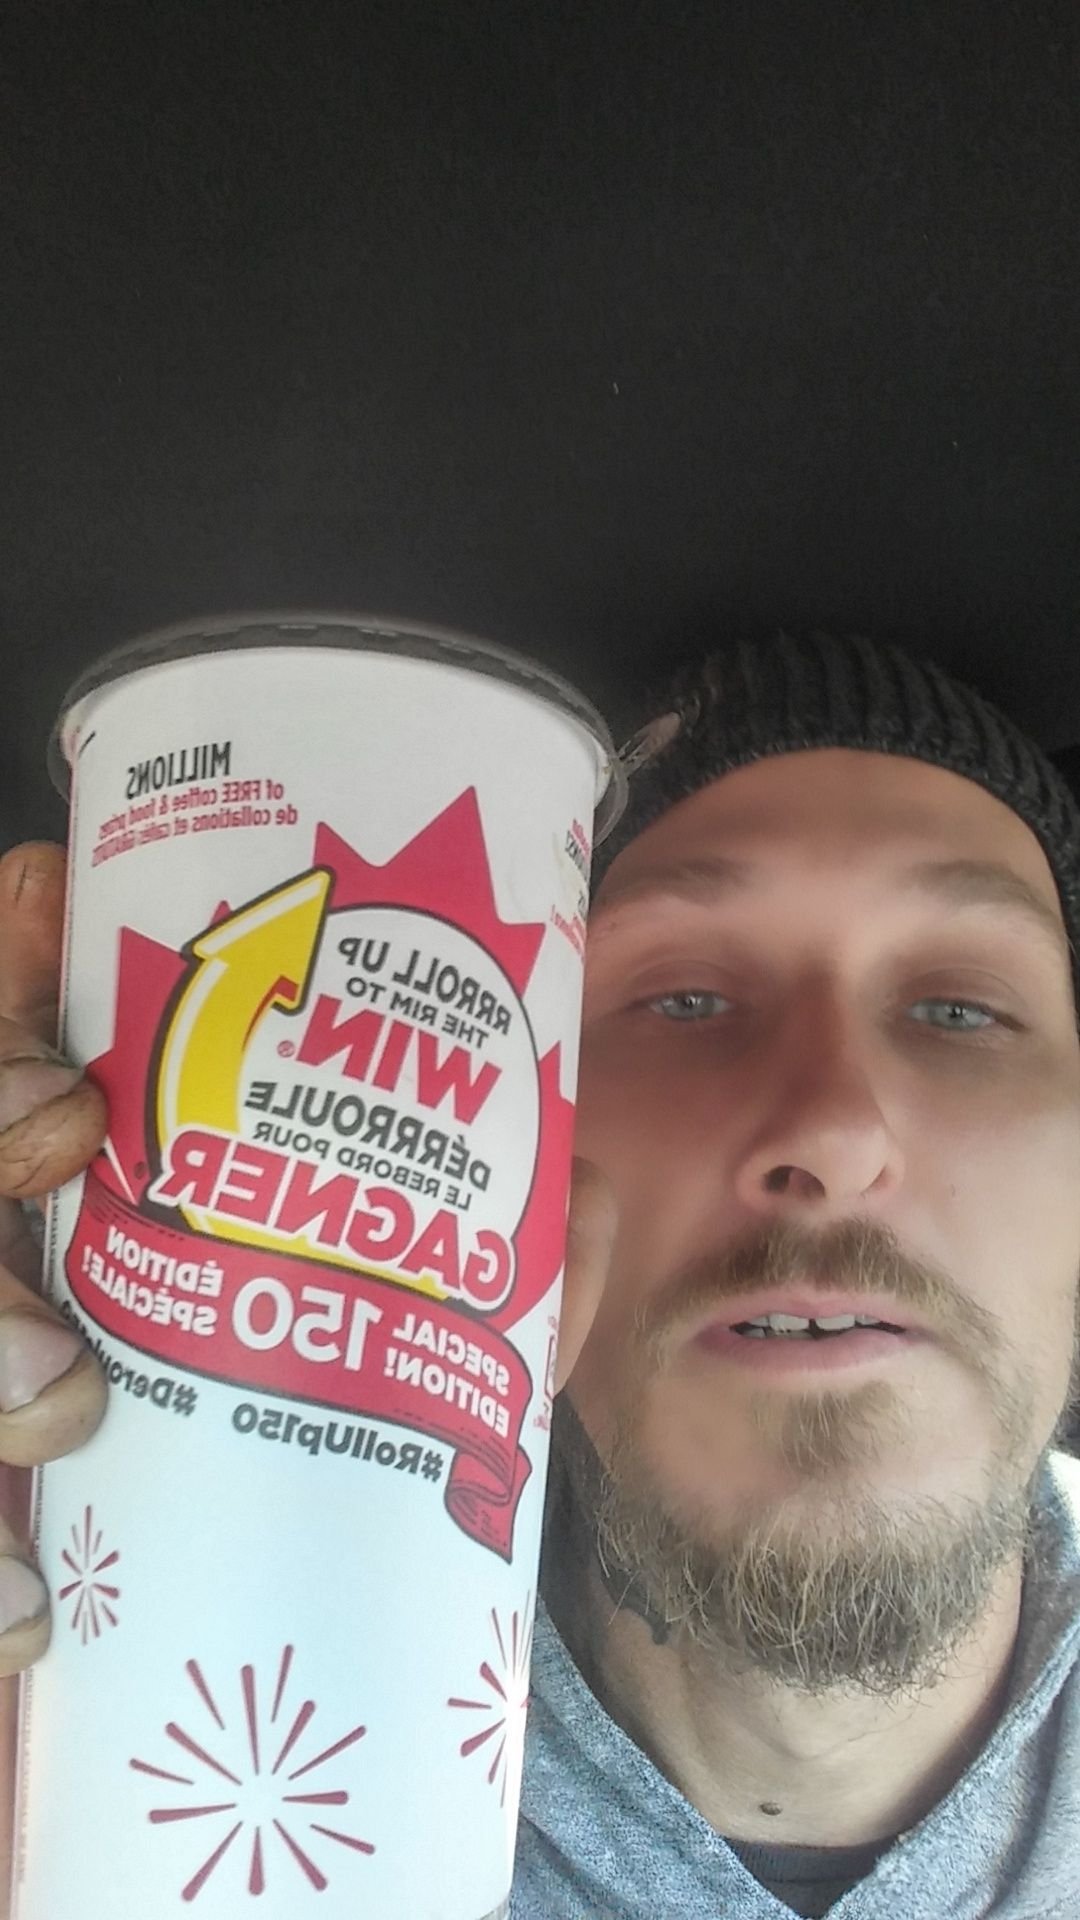 MILLIONS
of FREE coffee & food prizes
de collations et cafés GRATUITS
RRROLL UP
THE RIM TO
WIN®
DÉRRROULE
LE REBORD POUR
GAGNER
SPECIAL EDITION! 150 ÉDITION SPÉCIALE!
#RollUp150 #Deroule